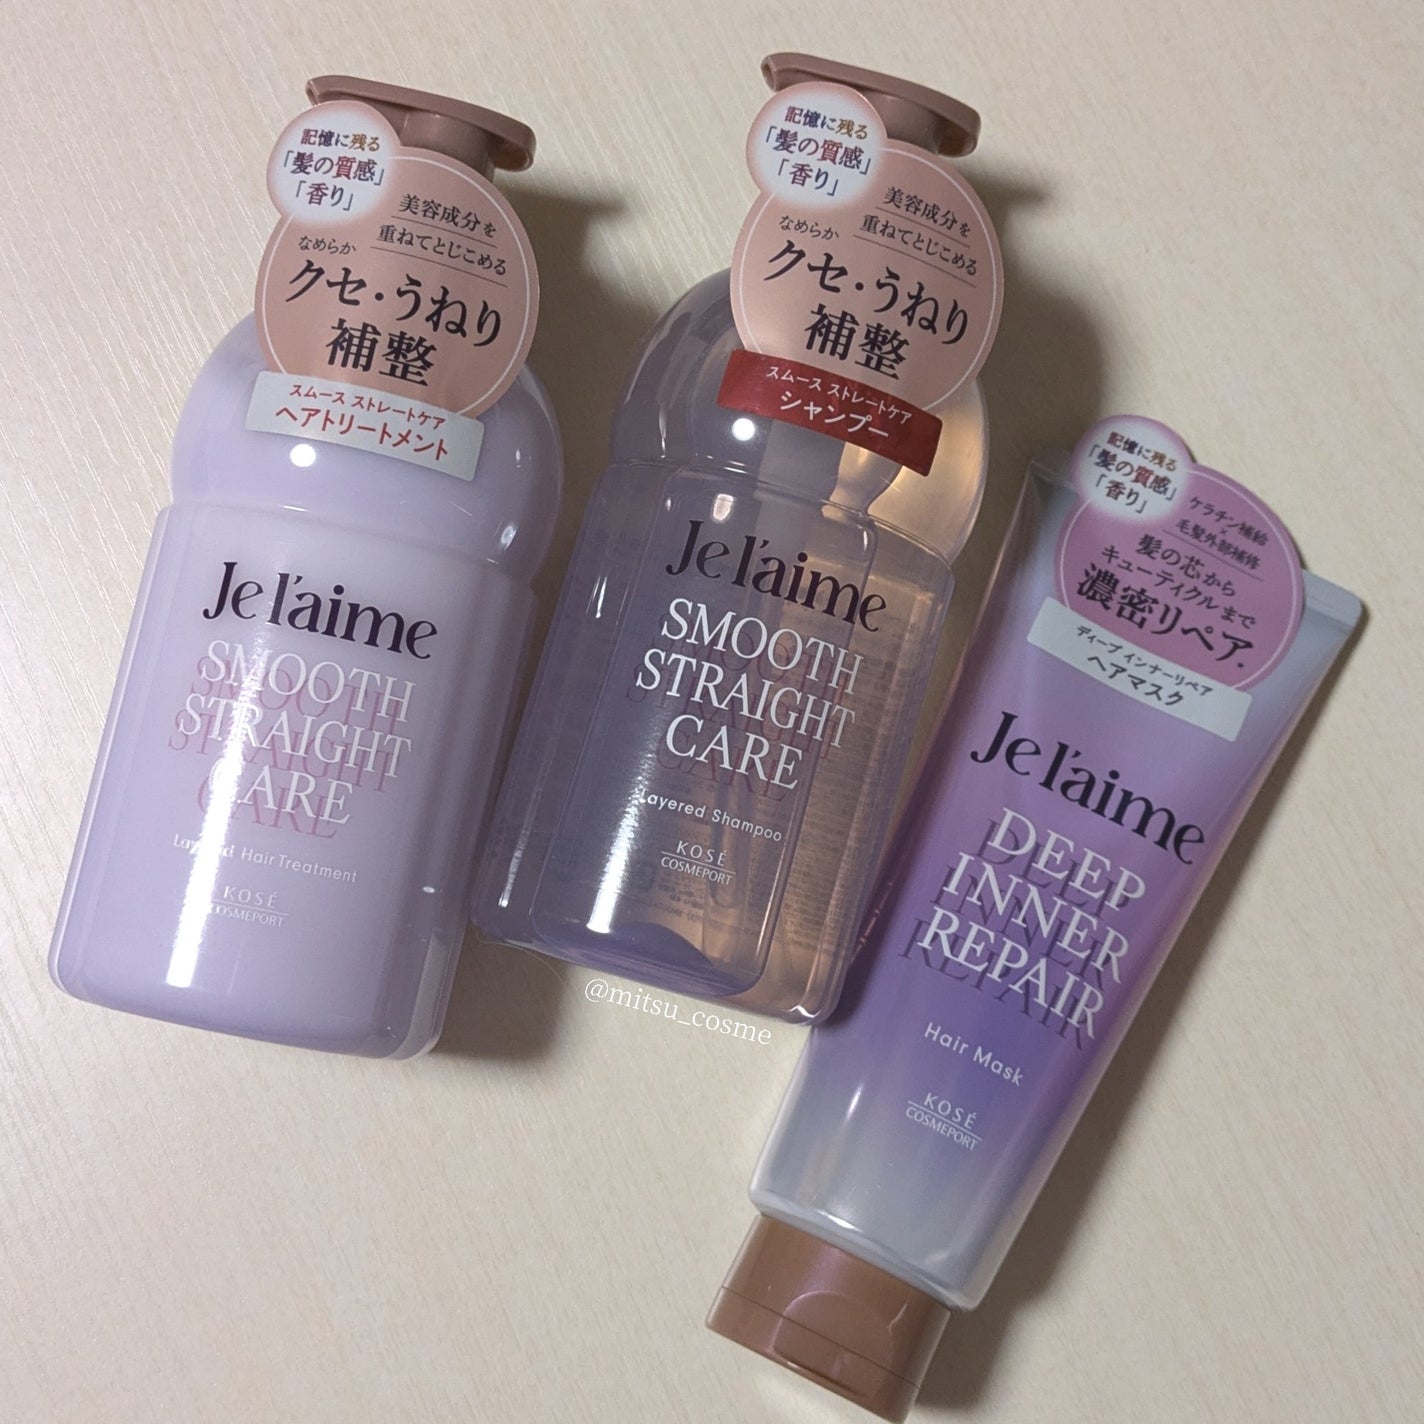 記憶に残る
「髪の質感」
「香り」
美容成分を
重ねてとじこめる
なめらか
クセ・うねり
補整
スムース ストレートケア
ヘアトリートメント
Je l'aime
SMOOTH
STRAIGHT
CARE
Layered Hair Treatment
KOSÉ
COSMEPORT
記憶に残る
「髪の質感」
「香り」
美容成分を
重ねてとじこめる
なめらか
クセ・うねり
補整
スムース ストレートケア
シャンプー
Je l'aime
SMOOTH
STRAIGHT
CARE
Layered Shampoo
KOSÉ
COSMEPORT
記憶に残る
「髪の質感」
「香り」
ケラチン補給
×
毛髪外部補修
髪の芯から
キューティクルまで
濃密リペア.
ディープ インナーリペア
ヘアマスク
Je l'aime
DEEP
INNER
REPAIR
Hair Mask
KOSÉ
COSMEPORT
@mitsu_cosme